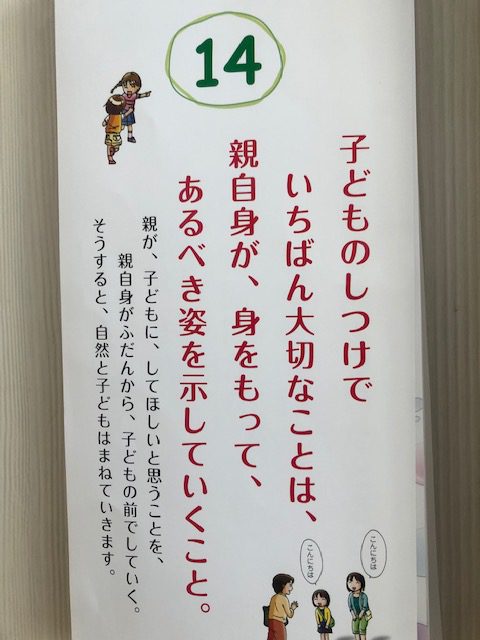 14
子どものしつけで
いちばん大切なことは、
親自身が、身をもって、
あるべき姿を示していくこと。
親が、子どもに、してほしいと思うことを、
親自身がふだんから、子どもの前でしていく。
そうすると、自然と子どもはまねていきます。
こんにちは
こんにちは